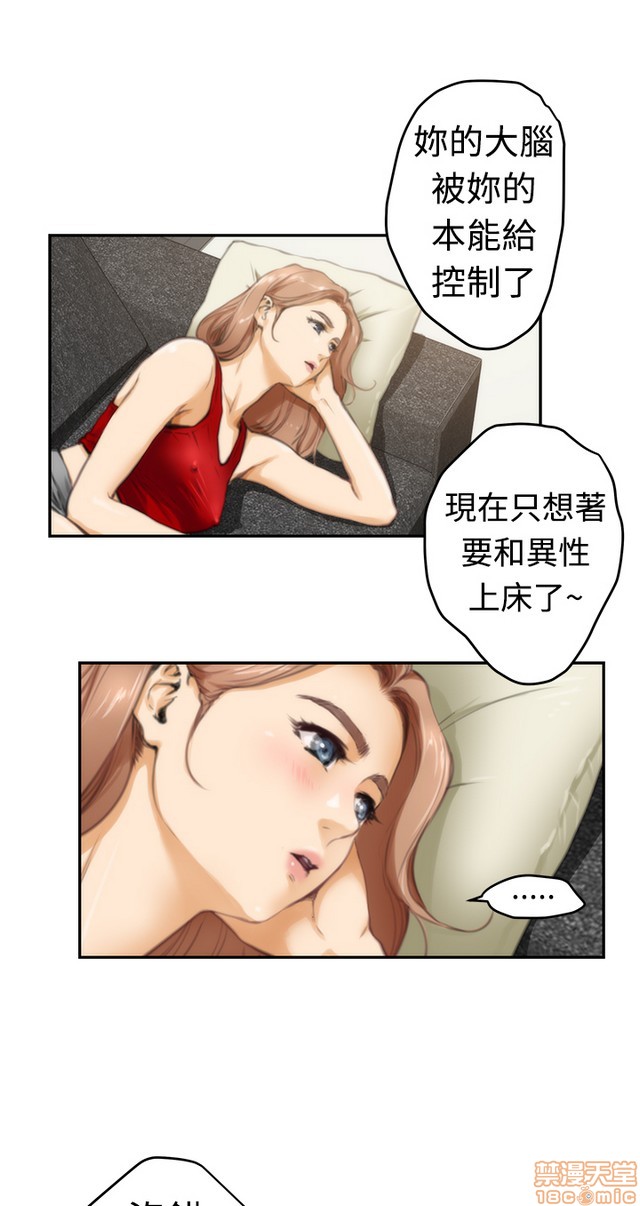 妳的大腦
被妳的
本能給
控制了
現在只想著
要和異性
上床了~
.....
禁漫天堂
18comic